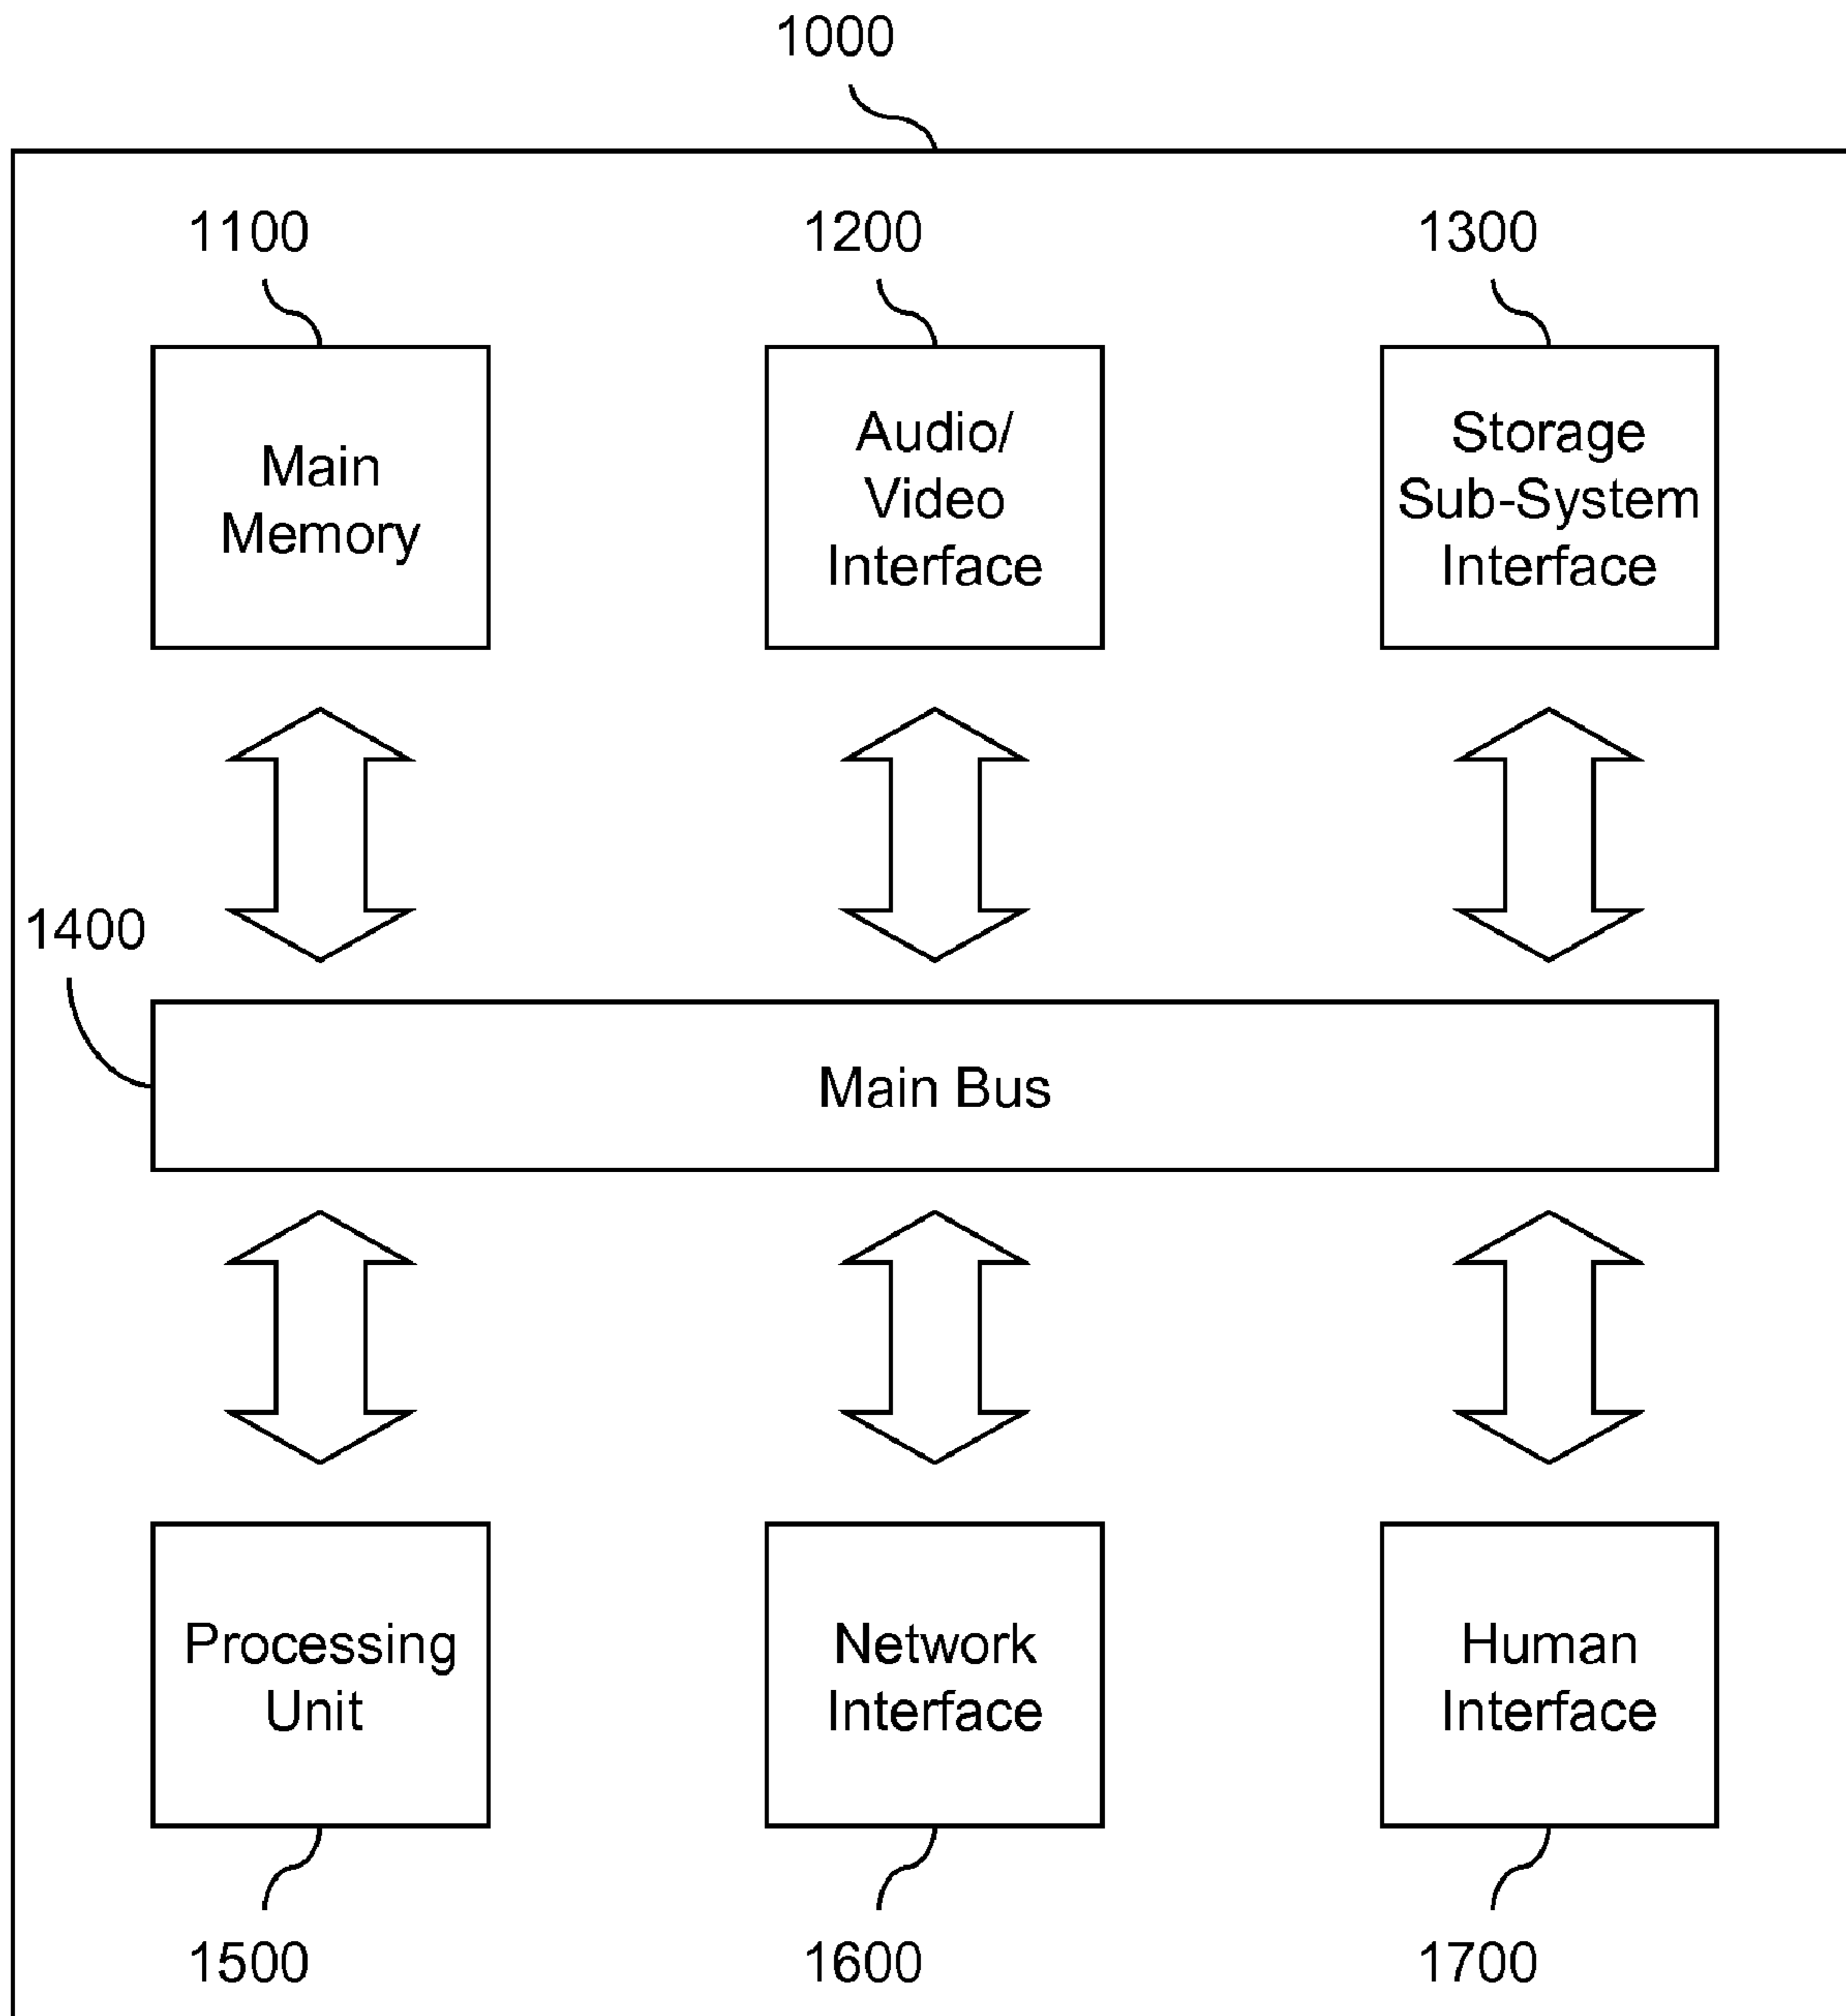 1000
1100
1200
1300
Main
Memory
Audio/
Video
Interface
Storage
Sub-System
Interface
1400
Main Bus
Processing
Unit
Network
Interface
Human
Interface
1500
1600
1700